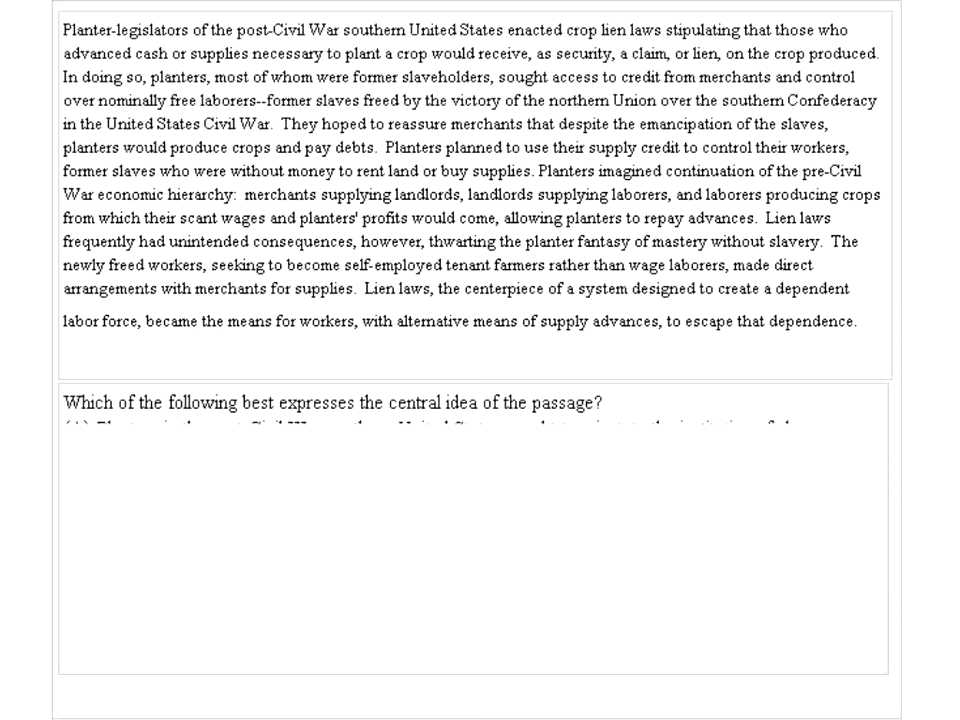 Planter-legislators of the post-Civil War southern United States enacted crop lien laws stipulating that those who
advanced cash or supplies necessary to plant a crop would receive, as security, a claim, or lien, on the crop produced.
In doing so, planters, most of whom were former slaveholders, sought access to credit from merchants and control
over nominally free laborers--former slaves freed by the victory of the northern Union over the southern Confederacy
in the United States Civil War.  They hoped to reassure merchants that despite the emancipation of the slaves,
planters would produce crops and pay debts.  Planters planned to use their supply credit to control their workers,
former slaves who were without money to rent land or buy supplies. Planters imagined continuation of the pre-Civil
War economic hierarchy:  merchants supplying landlords, landlords supplying laborers, and laborers producing crops
from which their scant wages and planters' profits would come, allowing planters to repay advances.  Lien laws
frequently had unintended consequences, however, thwarting the planter fantasy of mastery without slavery.  The
newly freed workers, seeking to become self-employed tenant farmers rather than wage laborers, made direct
arrangements with merchants for supplies.  Lien laws, the centerpiece of a system designed to create a dependent
labor force, became the means for workers, with alternative means of supply advances, to escape that dependence.
Which of the following best expresses the central idea of the passage?